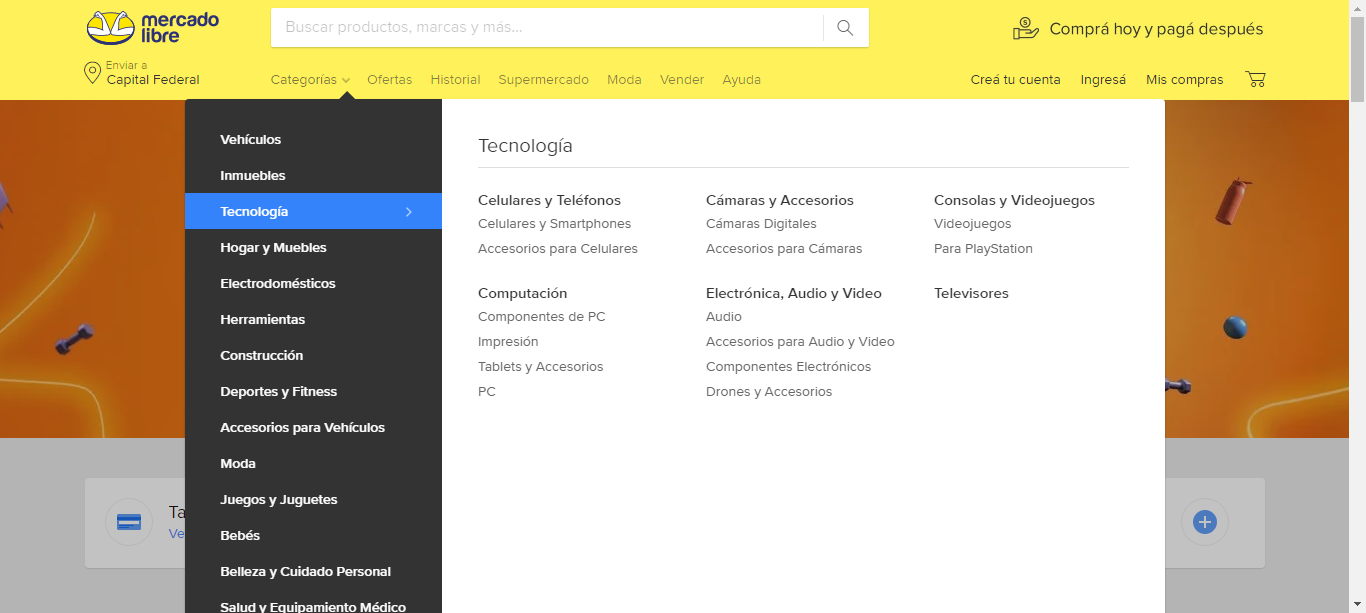 mercado
libre
Buscar productos, marcas y más...
Comprá hoy y pagá después
Enviar a
Capital Federal
Categorías Ofertas Historial Supermercado Moda Vender Ayuda
Creá tu cuenta Ingresá Mis compras
Vehículos
Inmuebles
Tecnología
Hogar y Muebles
Electrodomésticos
Herramientas
Construcción
Deportes y Fitness
Accesorios para Vehículos
Moda
Juegos y Juguetes
Bebés
Belleza y Cuidado Personal
Salud y Equipamiento Médico
Tecnología
Celulares y Teléfonos
Celulares y Smartphones
Accesorios para Celulares
Cámaras y Accesorios
Cámaras Digitales
Accesorios para Cámaras
Consolas y Videojuegos
Videojuegos
Para PlayStation
Computación
Componentes de PC
Impresión
Tablets y Accesorios
PC
Electrónica, Audio y Video
Audio
Accesorios para Audio y Video
Componentes Electrónicos
Drones y Accesorios
Televisores
Ta
Ve